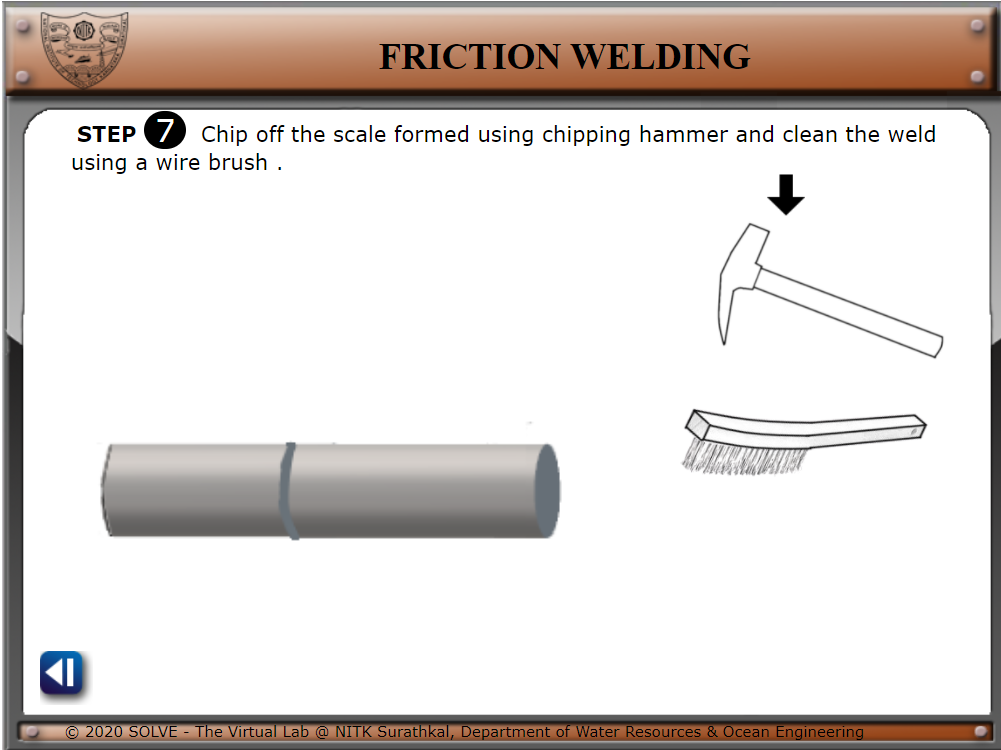 FRICTION WELDING
STEP 7 Chip off the scale formed using chipping hammer and clean the weld
using a wire brush .
© 2020 SOLVE - The Virtual Lab @ NITK Surathkal, Department of Water Resources & Ocean Engineering